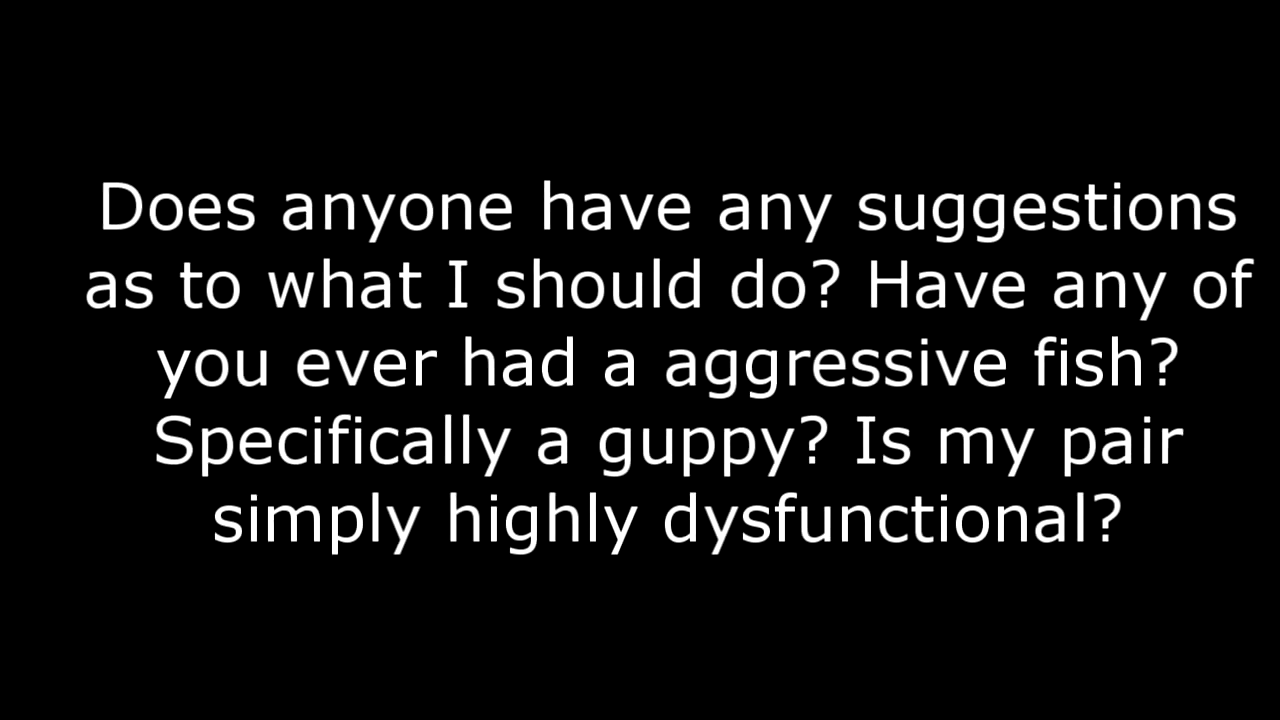 Does anyone have any suggestions
as to what I should do? Have any of
you ever had a aggressive fish?
Specifically a guppy? Is my pair
simply highly dysfunctional?